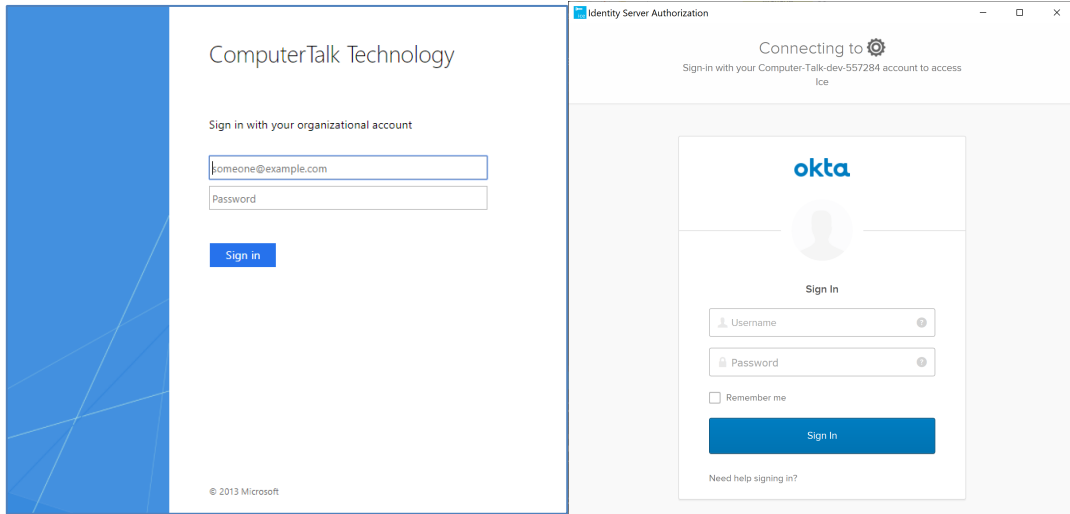 ComputerTalk Technology
Sign in with your organizational account
someone@example.com
Password
Sign in
© 2013 Microsoft
Identity Server Authorization
Connecting to
Sign-in with your Computer-Talk-dev-557284 account to access
Ice
okta
Sign In
Username
Password
Remember me
Sign In
Need help signing in?